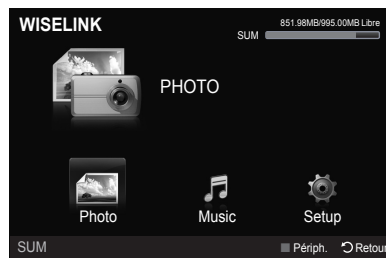 WISELINK
851.98MB/995.00MB Libre
SUM
PHOTO
Photo Music Setup
SUM Périph. Retour